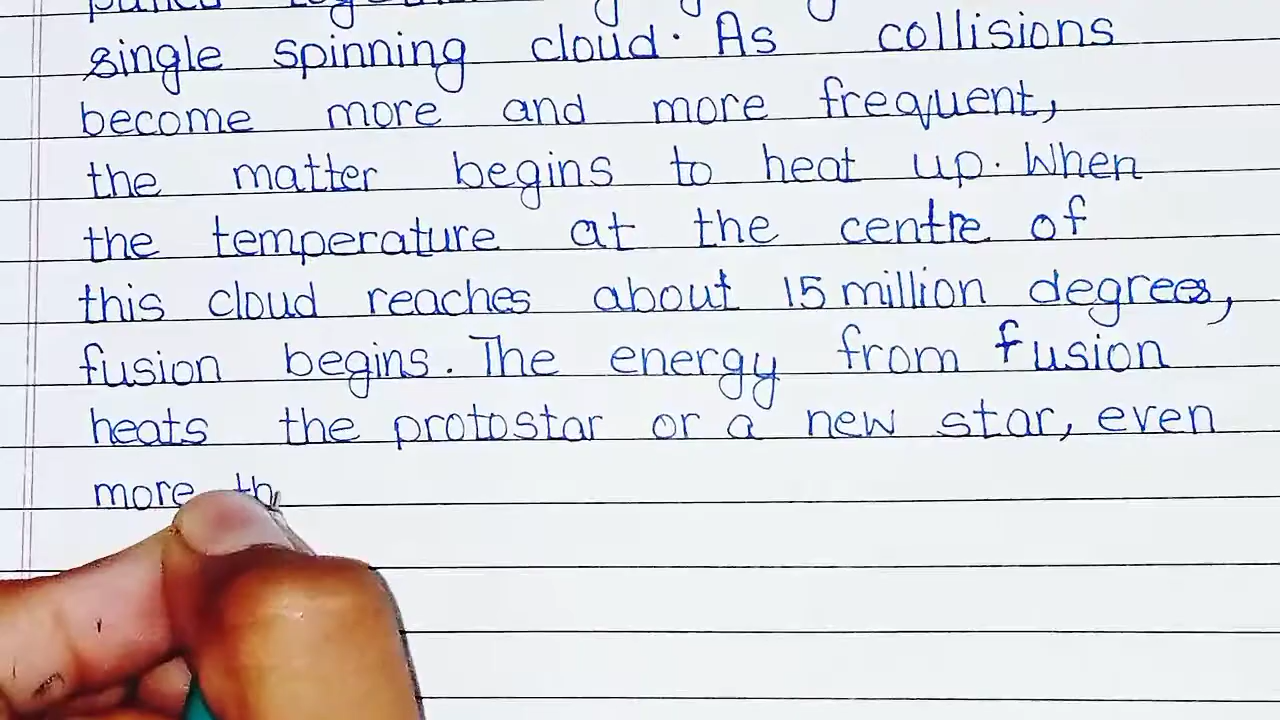 single spinning cloud. As collisions
become more and more frequent,
the matter begins to heat up. When
the temperature at the centre of
this cloud reaches about 15 million degrees,
fusion begins. The energy from fusion
heats the protostar or a new star, even
more th